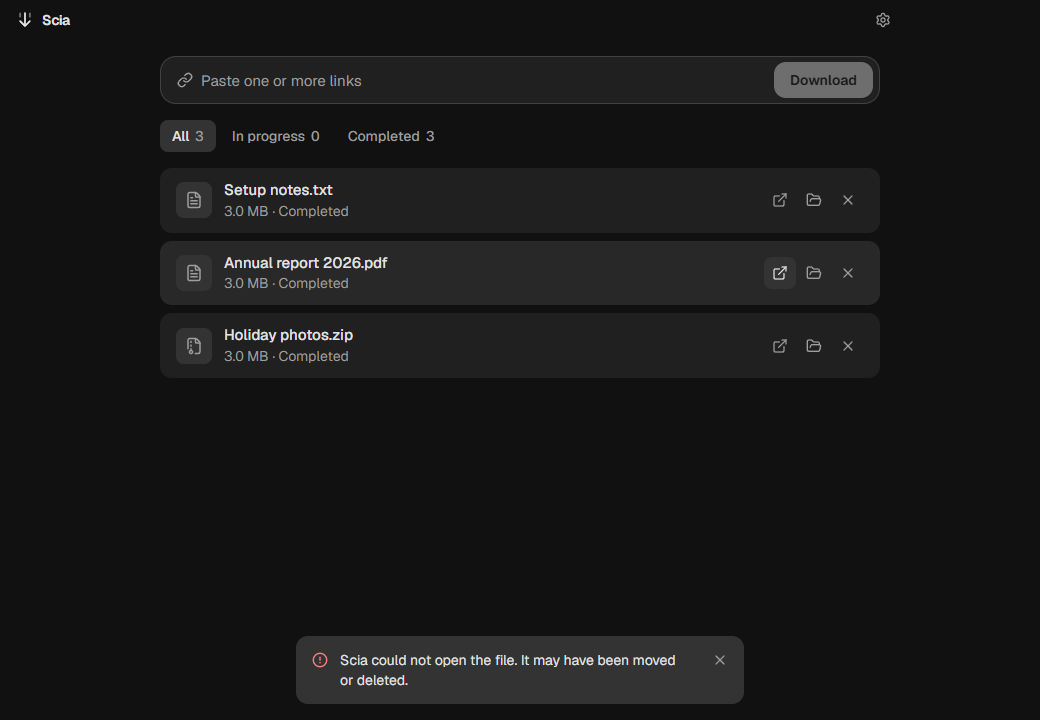 Scia
Paste one or more links
Download
All 3
In progress 0
Completed 3
Setup notes.txt
3.0 MB · Completed
Annual report 2026.pdf
3.0 MB · Completed
Holiday photos.zip
3.0 MB · Completed
Scia could not open the file. It may have been moved
or deleted.